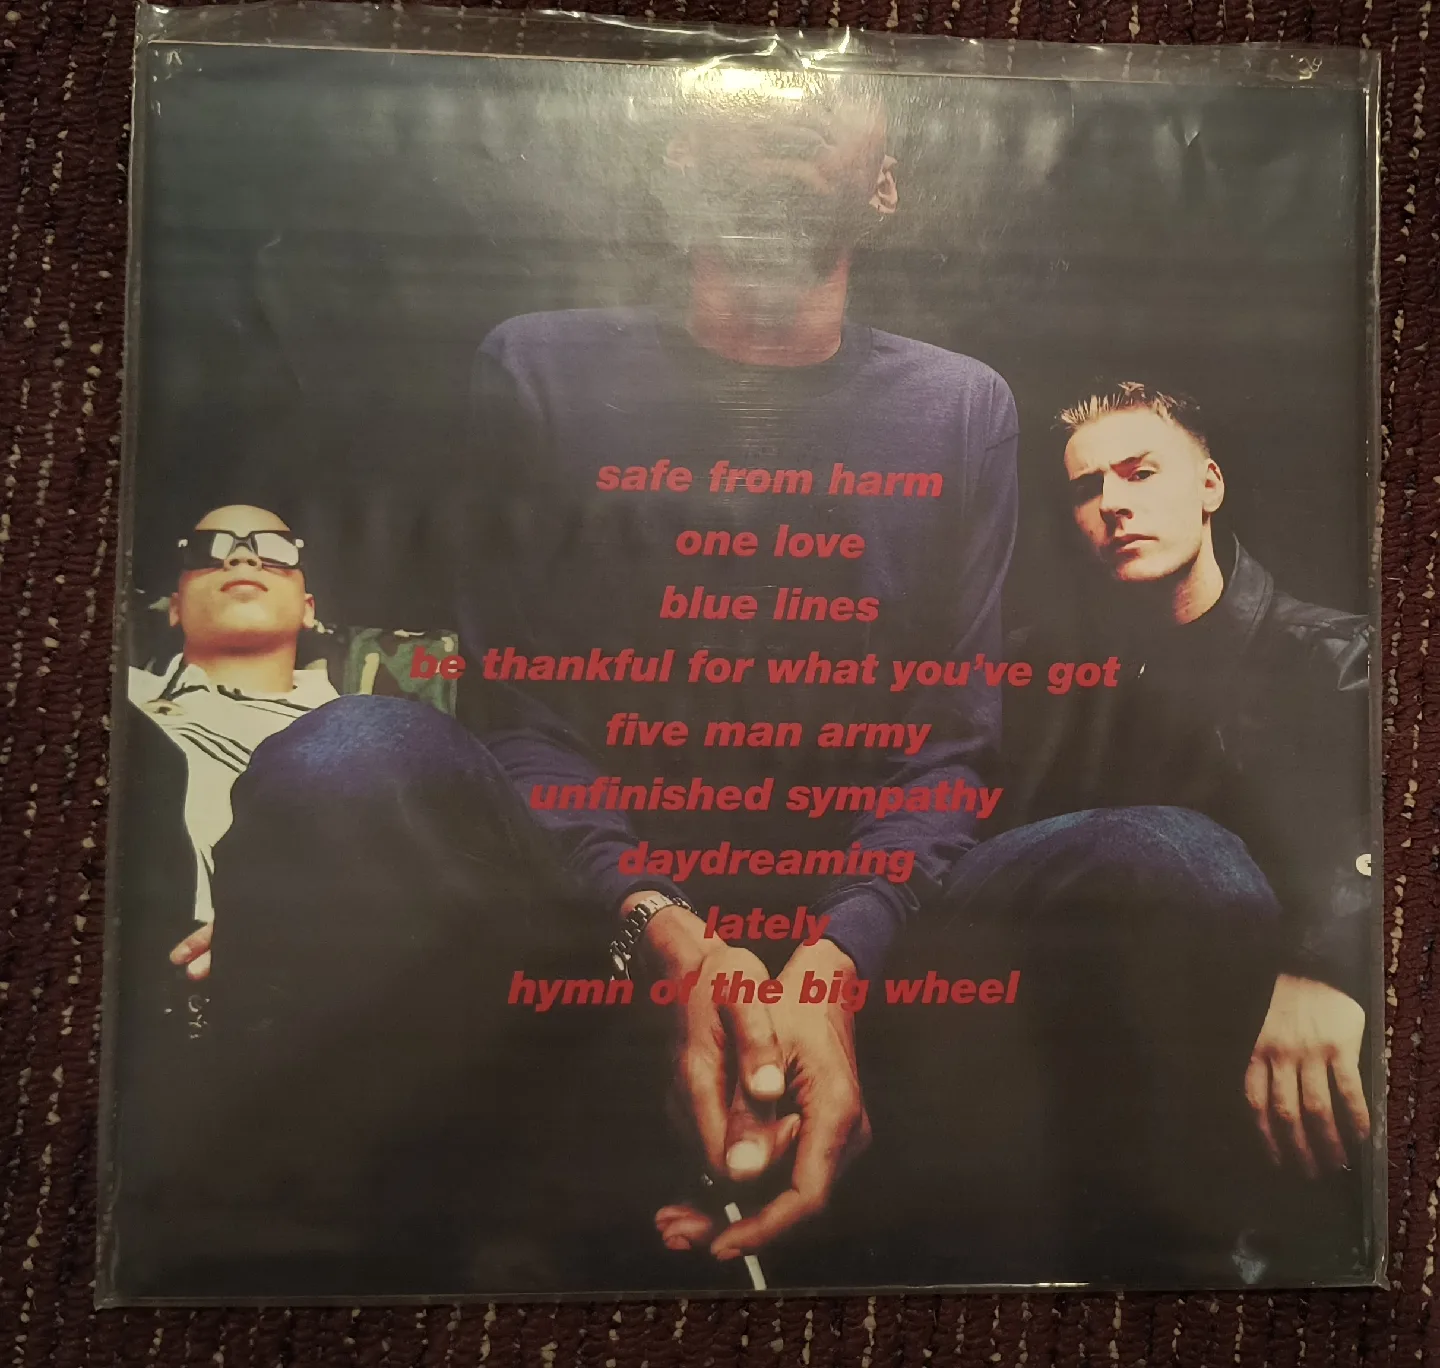 safe from harm
one love
blue lines
be thankful for what you've got
five man army
unfinished sympathy
daydreaming
lately
hymn of the big wheel